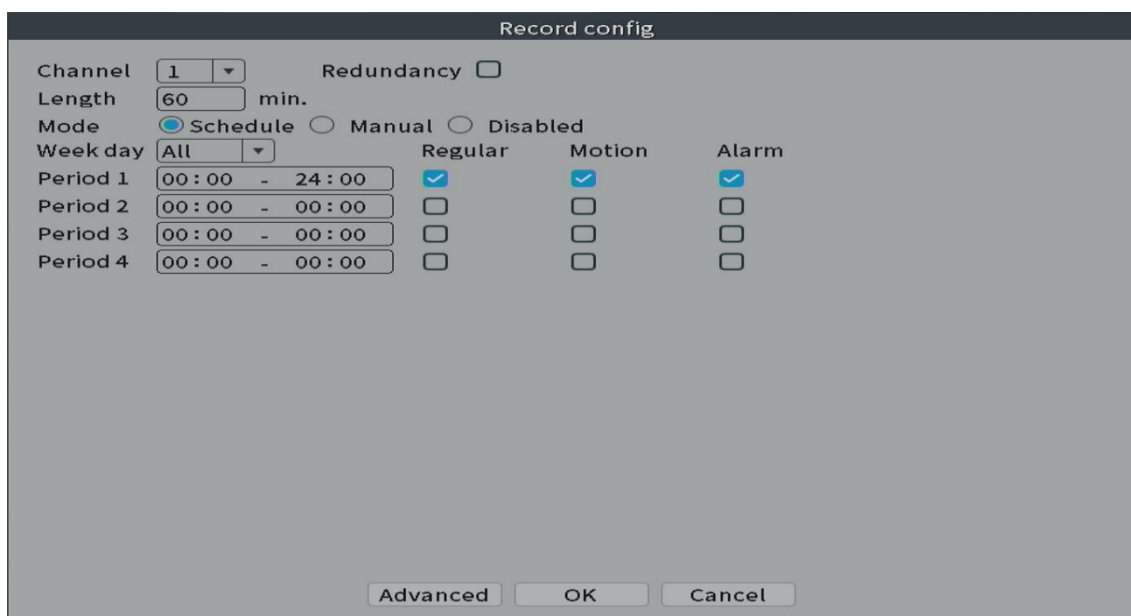 Record config
Channel 1 Redundancy
Length 60 min.
Mode Schedule Manual Disabled
Week day All Regular Motion Alarm
Period 1 00:00 - 24:00
Period 2 00:00 - 00:00
Period 3 00:00 - 00:00
Period 4 00:00 - 00:00
Advanced OK Cancel